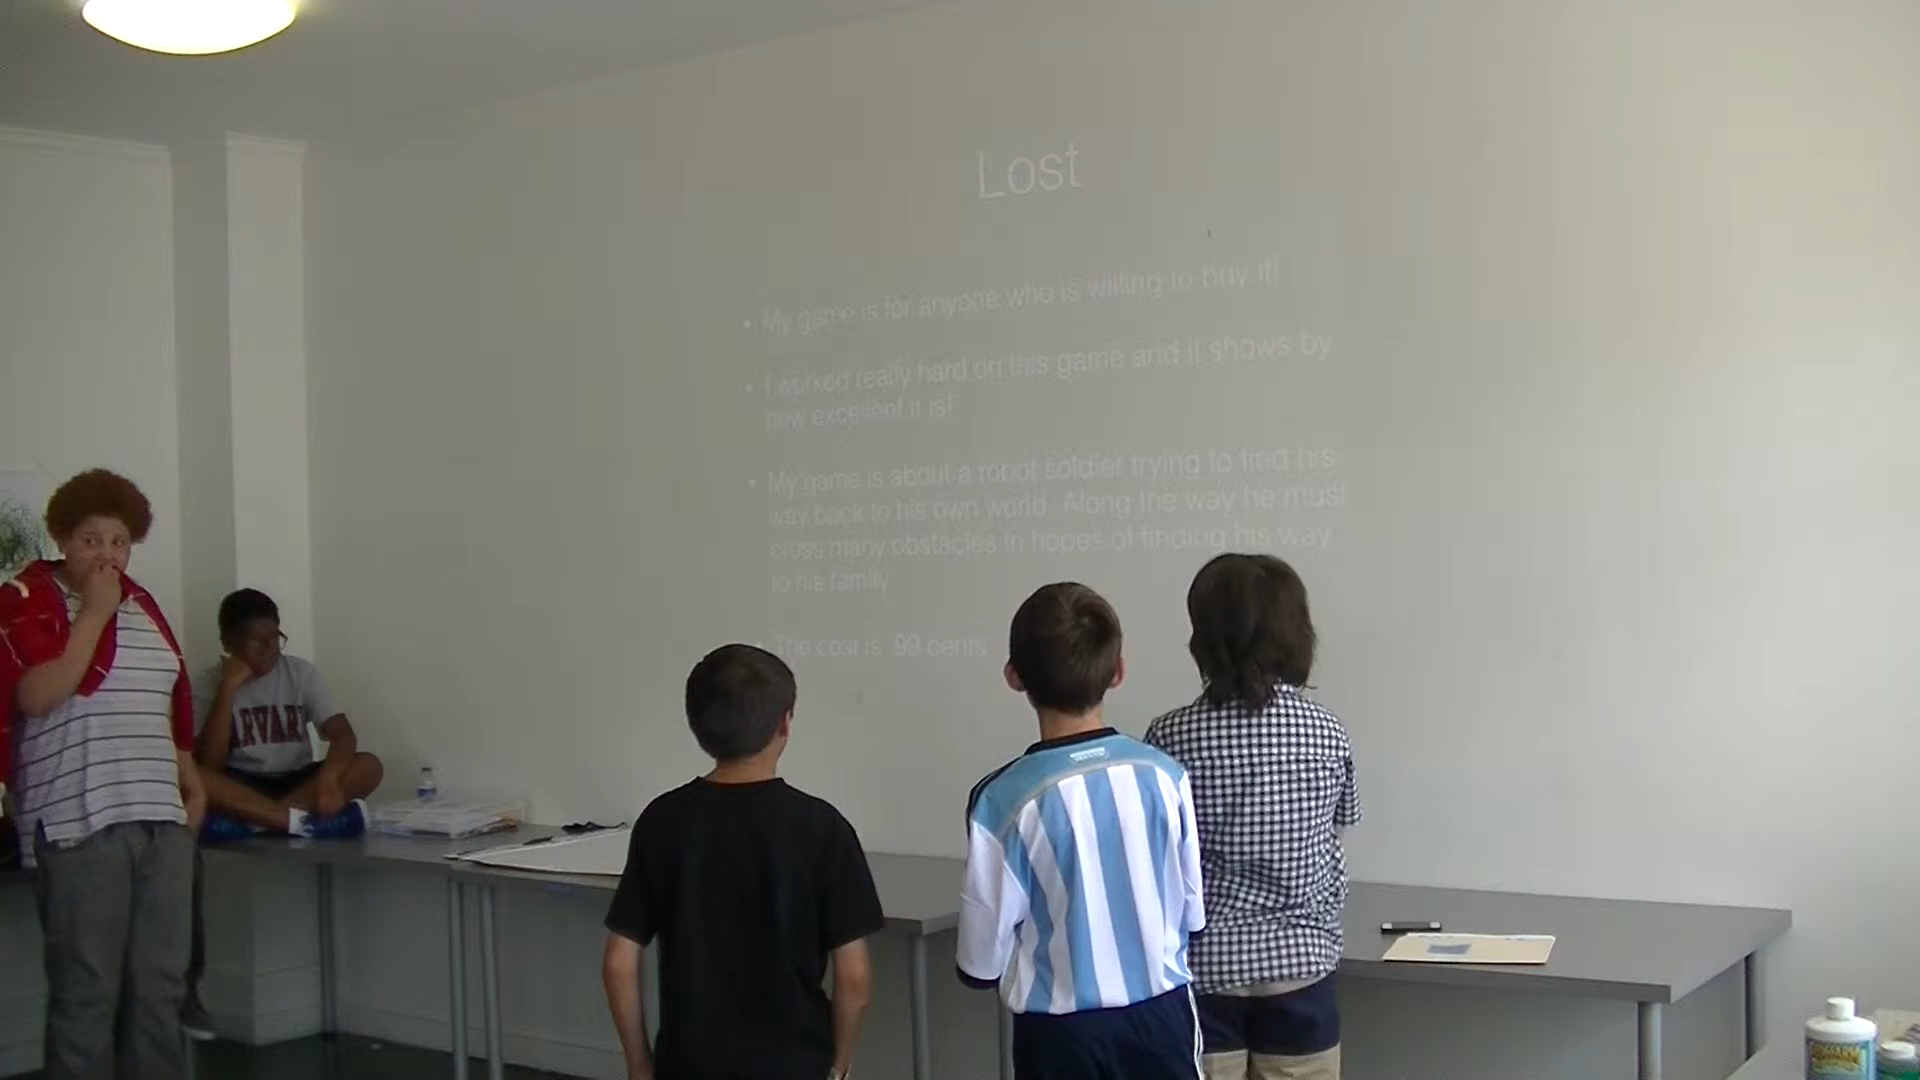 Lost
• My game is for anyone who is willing to buy it!
• I worked really hard on this game and it shows by
how excellent it is!
• My game is about a robot soldier trying to find his
way back to his own world. Along the way he must
cross many obstacles in hopes of finding his way
to his family
• The cost is .99 cents
ARVAR